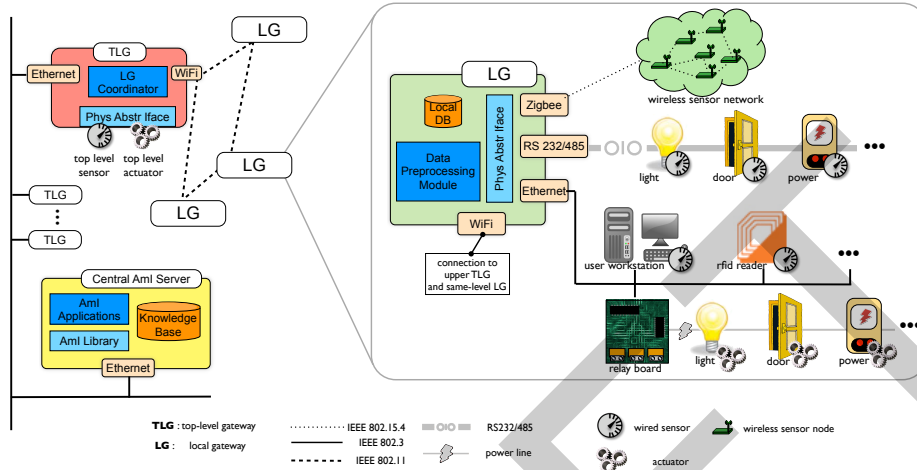 TLG
Ethernet
WiFi
LG
Coordinator
Phys Abstr Iface
top level
sensor
top level
actuator
LG
LG
LG
TLG
TLG
Central AmI Server
AmI
Applications
Knowledge
Base
AmI Library
Ethernet
LG
Local
DB
Phys Abstr Iface
Data
Preprocessing
Module
Zigbee
RS 232/485
Ethernet
WiFi
connection to
upper TLG
and same-level LG
wireless sensor network
light
door
power
user workstation
rfid reader
relay board
light
door
power
TLG : top-level gateway
LG : local gateway
IEEE 802.15.4
IEEE 802.3
IEEE 802.11
RS232/485
power line
wired sensor
actuator
wireless sensor node